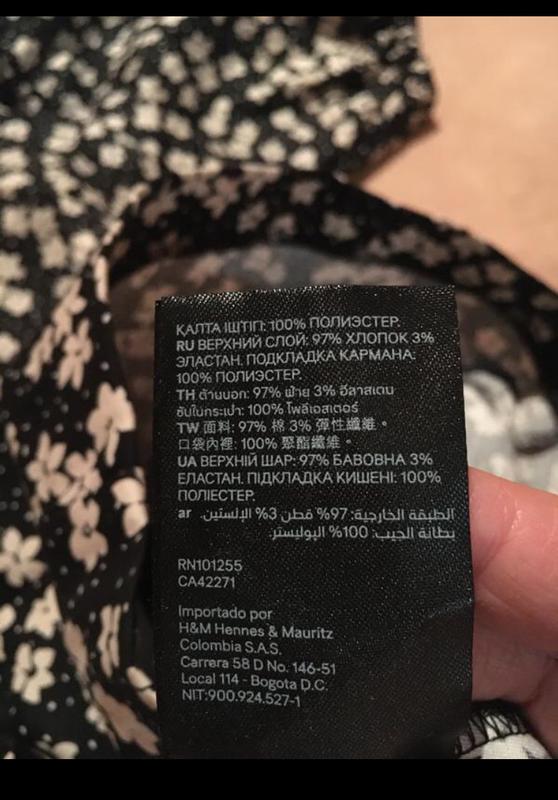 ҚАЛТА ІШТІГІ: 100% ПОЛИЭСТЕР.
RU ВЕРХНИЙ СЛОЙ: 97% ХЛОПОК 3%
ЭЛАСТАН. ПОДКЛАДКА КАРМАНА:
100% ПОЛИЭСТЕР.
TH ด้านนอก: 97% ฝ้าย 3% อีลาสเตน
ซับในกระเป๋า: 100% โพลีเอสเตอร์
TW 面料: 97% 棉 3% 彈性纖維。
口袋內裡: 100% 聚酯纖維。
UA ВЕРХНІЙ ШАР: 97% БАВОВНА 3%
ЕЛАСТАН. ПІДКЛАДКА КИШЕНІ: 100%
ПОЛІЕСТЕР.
ar الطبقة الخارجية: 97% قطن 3% الإلستين.
بطانة الجيب: 100% البوليستر.
RN101255
CA42271
Importado por
H&M Hennes & Mauritz
Colombia S.A.S.
Carrera 58 D No. 146-51
Local 114 - Bogota D.C.
NIT:900.924.527-1